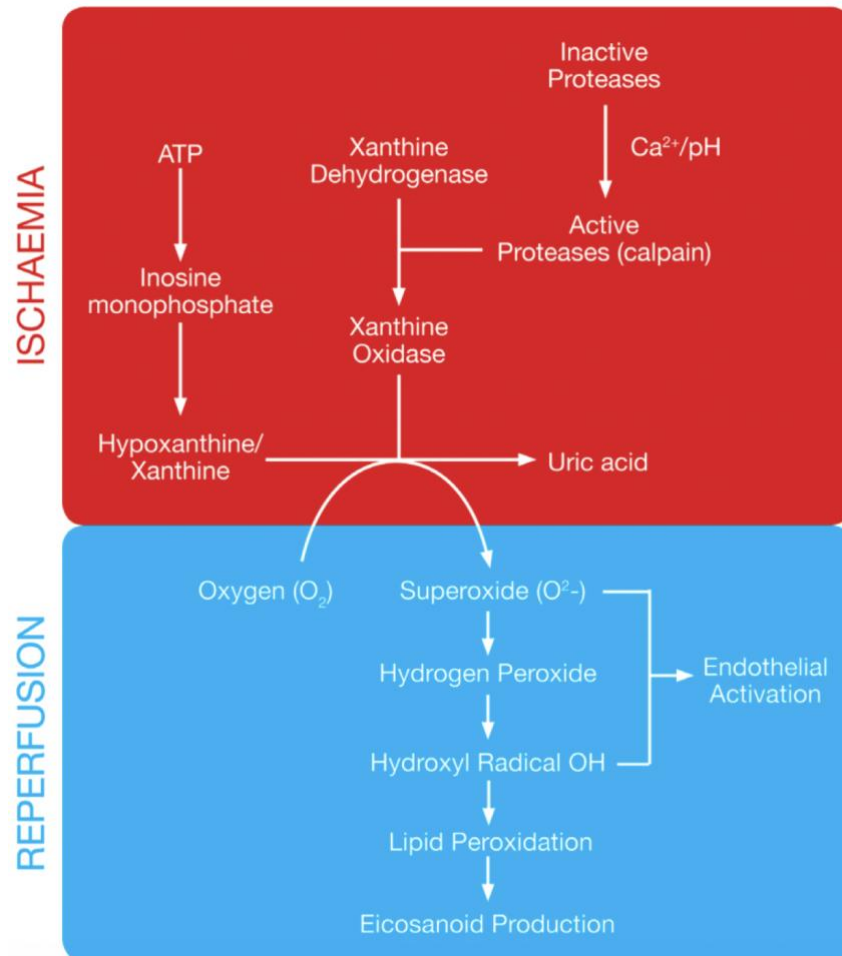 ISCHAEMIA
Inactive
Proteases
Ca²⁺/pH
ATP
Xanthine
Dehydrogenase
Active
Proteases (calpain)
Inosine
monophosphate
Xanthine
Oxidase
Hypoxanthine/
Xanthine
Uric acid
REPERFUSION
Oxygen (O₂)
Superoxide (O²-)
Hydrogen Peroxide
Endothelial
Activation
Hydroxyl Radical OH
Lipid Peroxidation
Eicosanoid Production